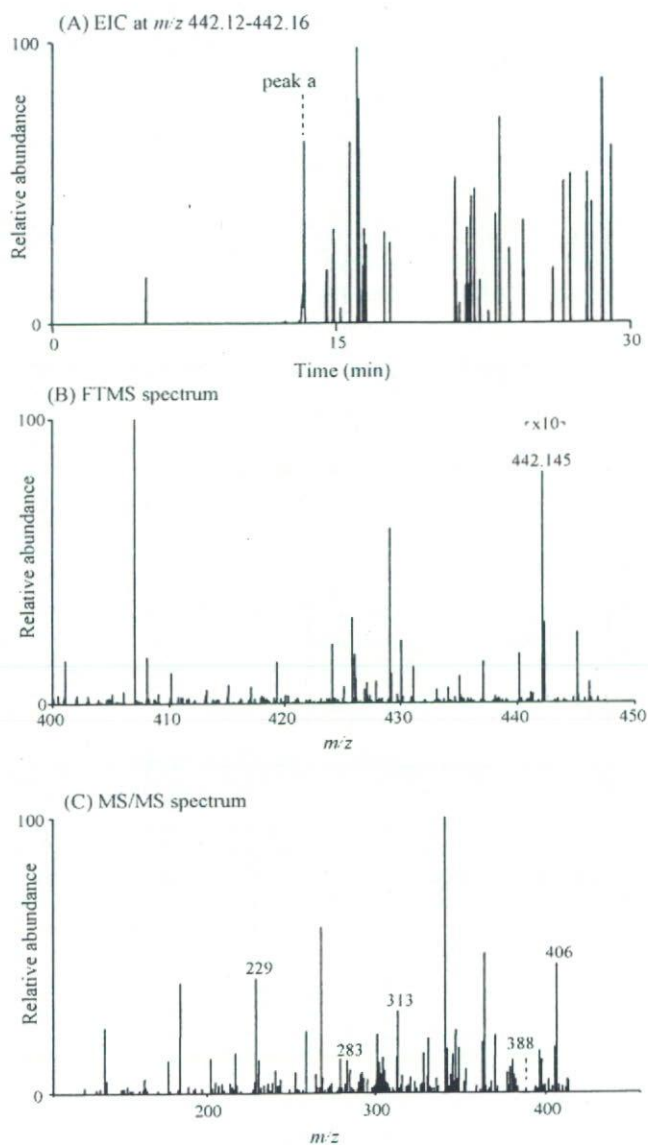 (A) EIC at m/z 442.12-442.16
100
peak a
Relative abundance
0
0
15
30
Time (min)
(B) FTMS spectrum
100
x10
442.145
Relative abundance
0
400
410
420
430
440
450
m/z
(C) MS/MS spectrum
100
406
229
313
283
388
Relative abundance
0
200
300
400
m/z